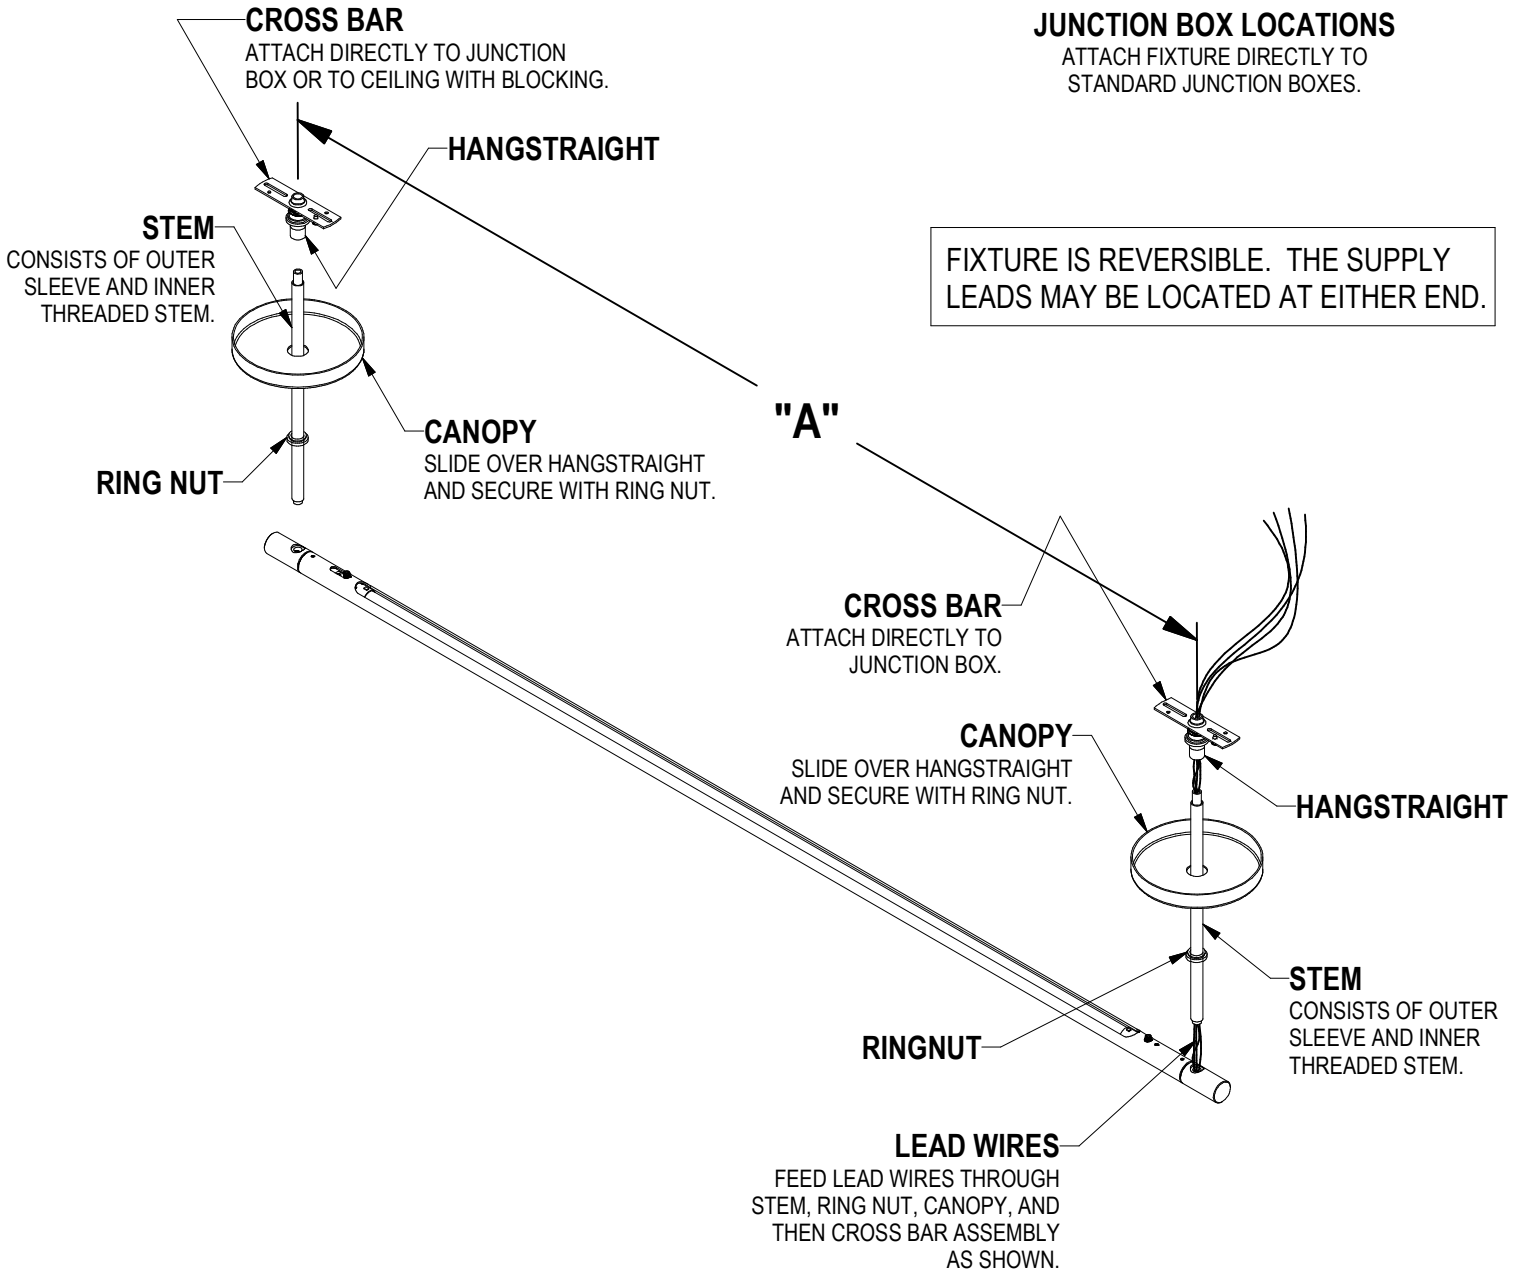 CROSS BAR
ATTACH DIRECTLY TO JUNCTION
BOX OR TO CEILING WITH BLOCKING.
JUNCTION BOX LOCATIONS
ATTACH FIXTURE DIRECTLY TO
STANDARD JUNCTION BOXES.
HANGSTRAIGHT
STEM
CONSISTS OF OUTER
SLEEVE AND INNER
THREADED STEM.
FIXTURE IS REVERSIBLE. THE SUPPLY
LEADS MAY BE LOCATED AT EITHER END.
"A"
CANOPY
SLIDE OVER HANGSTRAIGHT
AND SECURE WITH RING NUT.
RING NUT
CROSS BAR
ATTACH DIRECTLY TO
JUNCTION BOX.
CANOPY
SLIDE OVER HANGSTRAIGHT
AND SECURE WITH RING NUT.
HANGSTRAIGHT
STEM
CONSISTS OF OUTER
SLEEVE AND INNER
THREADED STEM.
RINGNUT
LEAD WIRES
FEED LEAD WIRES THROUGH
STEM, RING NUT, CANOPY, AND
THEN CROSS BAR ASSEMBLY
AS SHOWN.